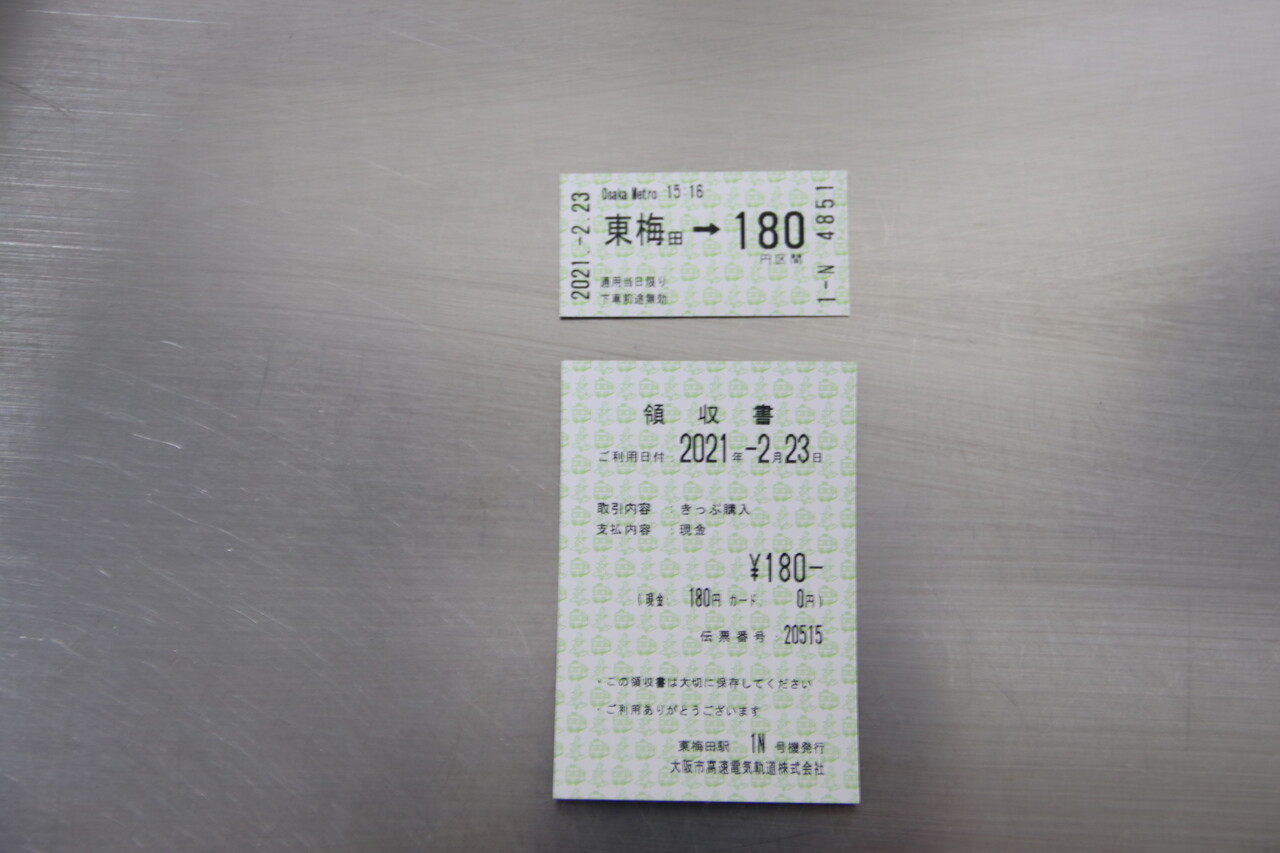 2021.-2.23
Osaka Metro 15:16
東梅田→180
円区間
通用当日限り
下車前途無効
1-N 4851
領収書
ご利用日付:2021年-2月23日
取引内容 :きっぷ購入
支払内容 :現金
¥180-
(現金: 180円 カード: 0円)
伝票番号:20515
・この領収書は大切に保存してください
・ご利用ありがとうございます
東梅田駅 1N 号機発行
大阪市高速電気軌道株式会社